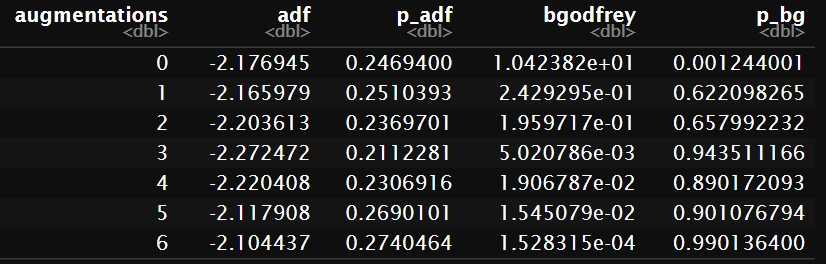 augmentations adf p_adf bgodfrey p_bg
<dbl> <dbl> <dbl> <dbl> <dbl>
0 -2.176945 0.2469400 1.042382e+01 0.001244001
1 -2.165979 0.2510393 2.429295e-01 0.622098265
2 -2.203613 0.2369701 1.959717e-01 0.657992232
3 -2.272472 0.2112281 5.020786e-03 0.943511166
4 -2.220408 0.2306916 1.906787e-02 0.890172093
5 -2.117908 0.2690101 1.545079e-02 0.901076794
6 -2.104437 0.2740464 1.528315e-04 0.990136400